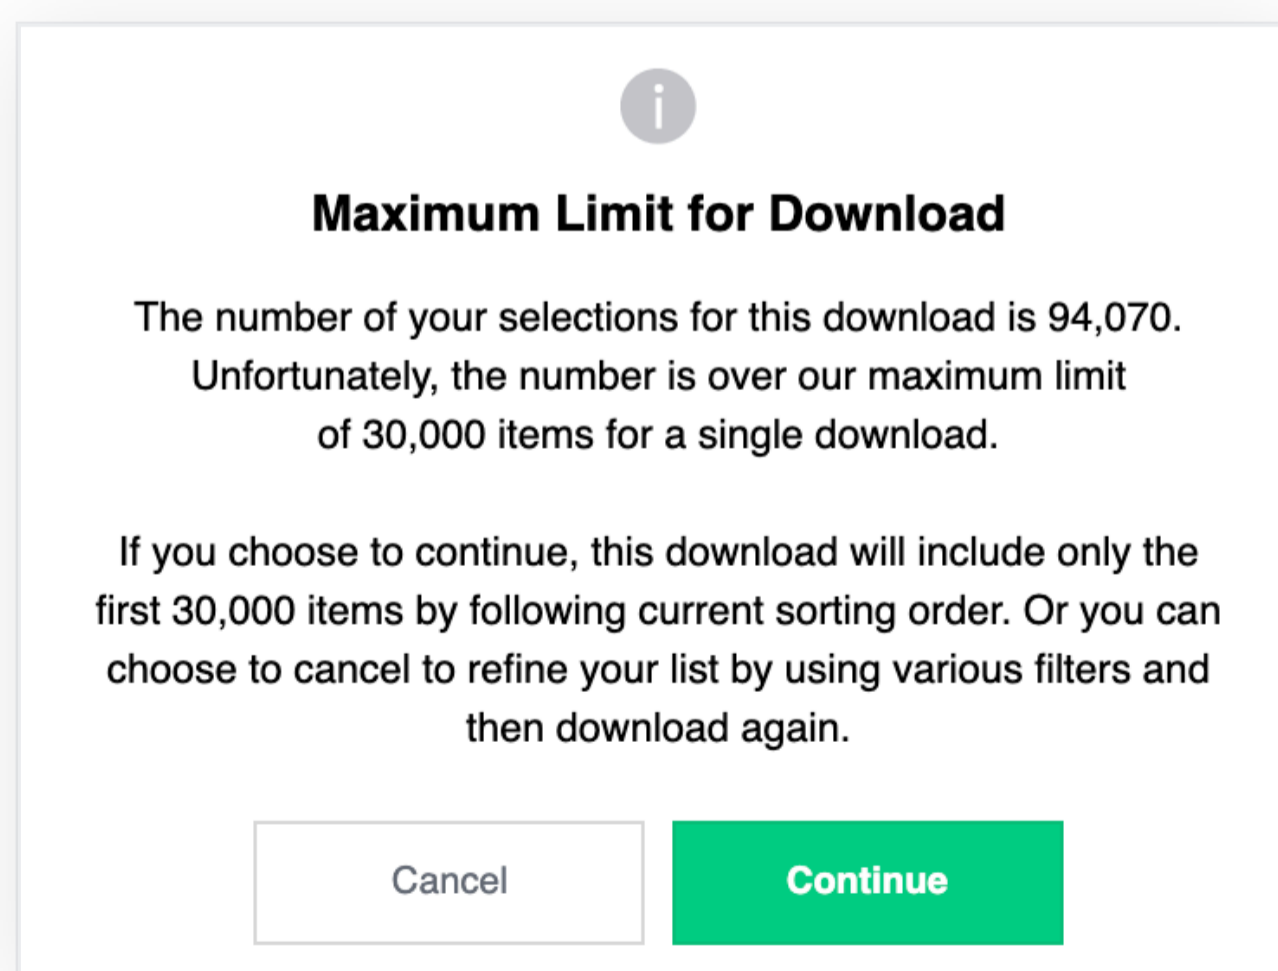 i
Maximum Limit for Download
The number of your selections for this download is 94,070.
Unfortunately, the number is over our maximum limit
of 30,000 items for a single download.
If you choose to continue, this download will include only the
first 30,000 items by following current sorting order. Or you can
choose to cancel to refine your list by using various filters and
then download again.
Cancel
Continue